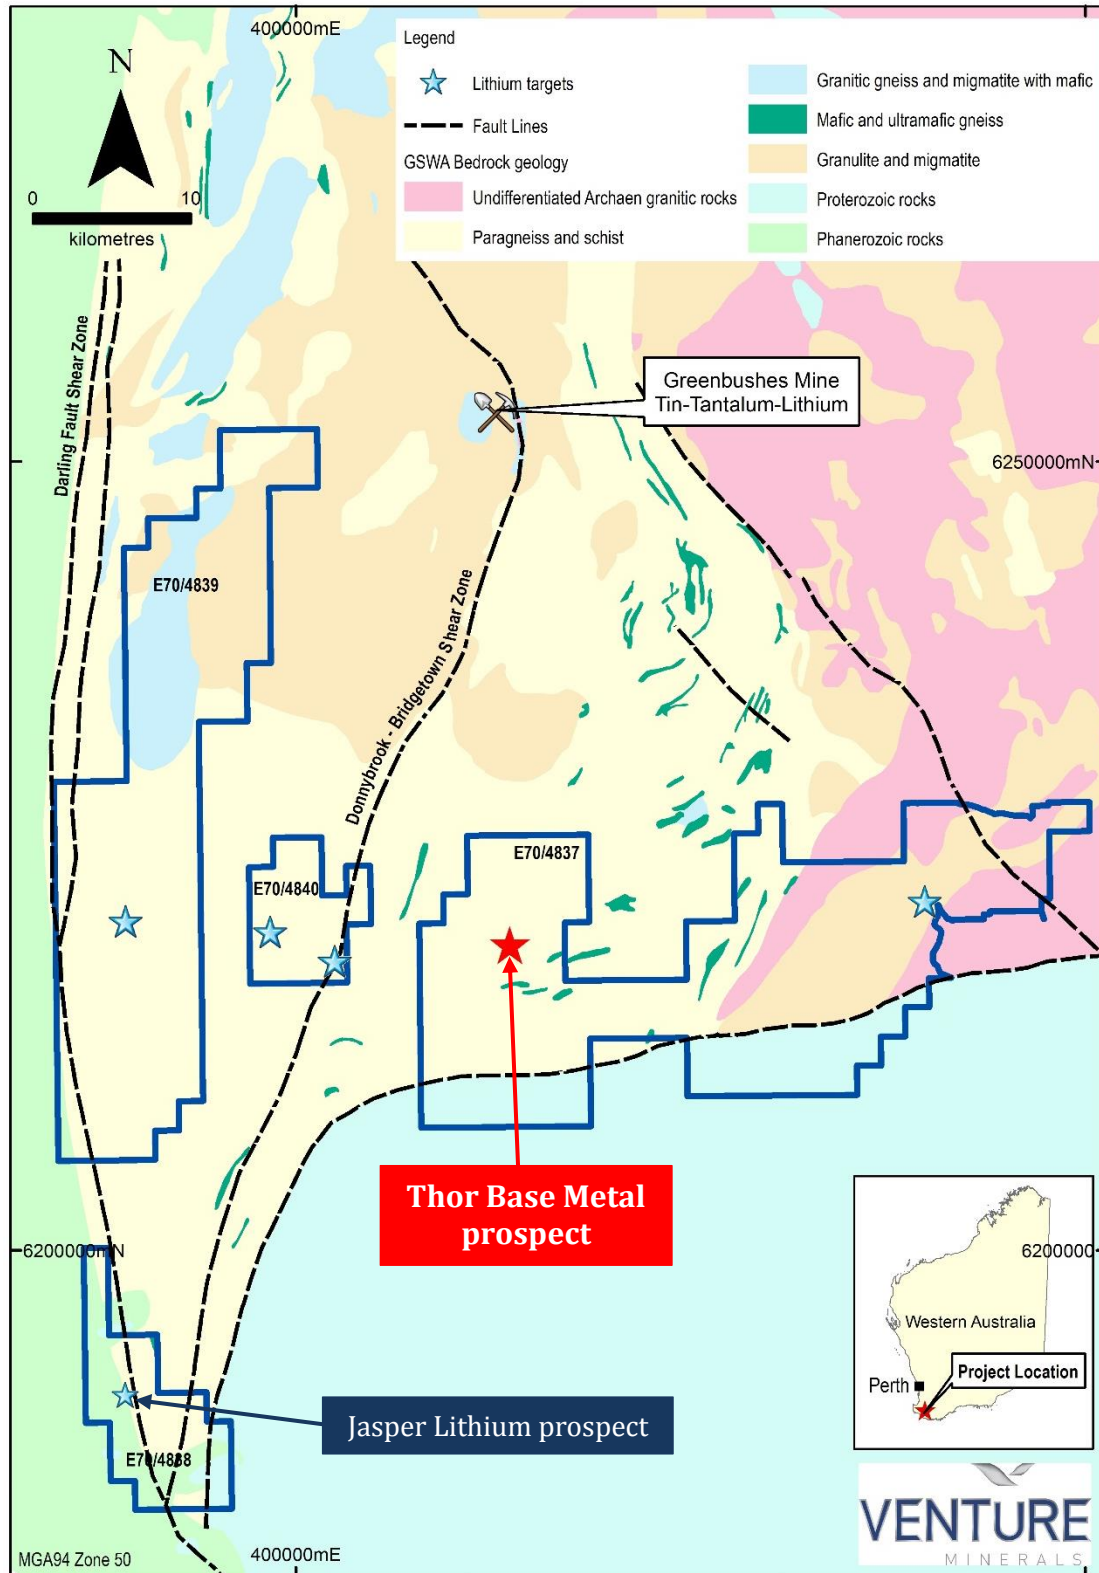 400000mE
Legend
N
Lithium targets
Fault Lines
GSWA Bedrock geology
Undifferentiated Archaen granitic rocks
Paragneiss and schist
Granitic gneiss and migmatite with mafic
Mafic and ultramafic gneiss
Granulite and migmatite
Proterozoic rocks
Phanerozoic rocks
0 10
kilometres
Darling Fault Shear Zone
Greenbushes Mine
Tin-Tantalum-Lithium
6250000mN
E70/4839
Donnybrook - Bridgetown Shear Zone
E70/4837
E70/4840
Thor Base Metal
prospect
6200000mN
6200000
Western Australia
Perth
Project Location
Jasper Lithium prospect
E70/4838
VENTURE
MINERALS
MGA94 Zone 50
400000mE